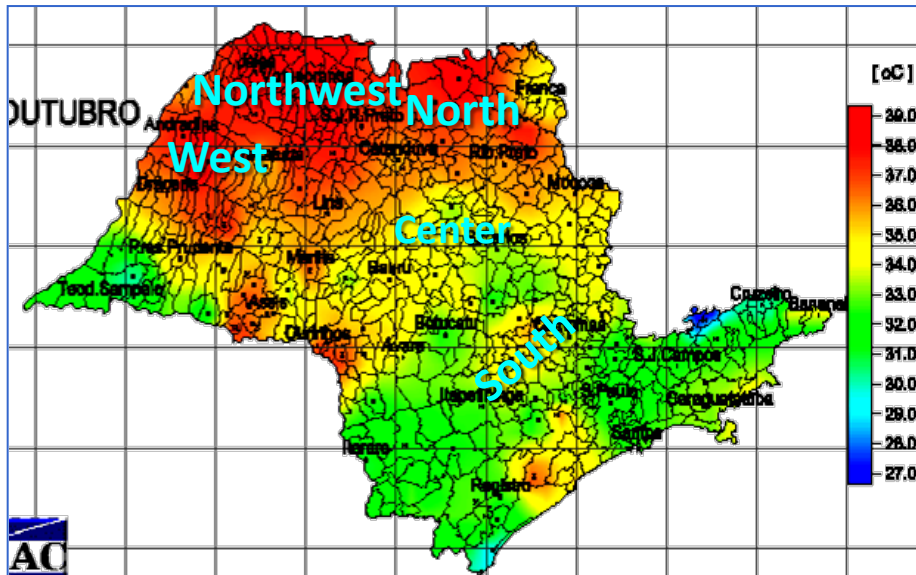 [oC]
Northwest
North
OUTUBRO
Franca
39.0
38.0
Andradina
S.J.R.Preto
37.0
West
Catanduva
Rib.Preto
36.0
Dracena
Mococa
Lins
35.0
Center
Pres.Prudente
34.0
Marilia
Bauru
Teod.Sampaio
33.0
Cruzeiro
Bananal
Assis
32.0
Ourinhos
Botucatu
Avare
South
31.0
S.J.Campos
30.0
Itapetininga
S.Paulo
Caraguatatuba
29.0
Santos
28.0
Itarare
27.0
Registro
AC